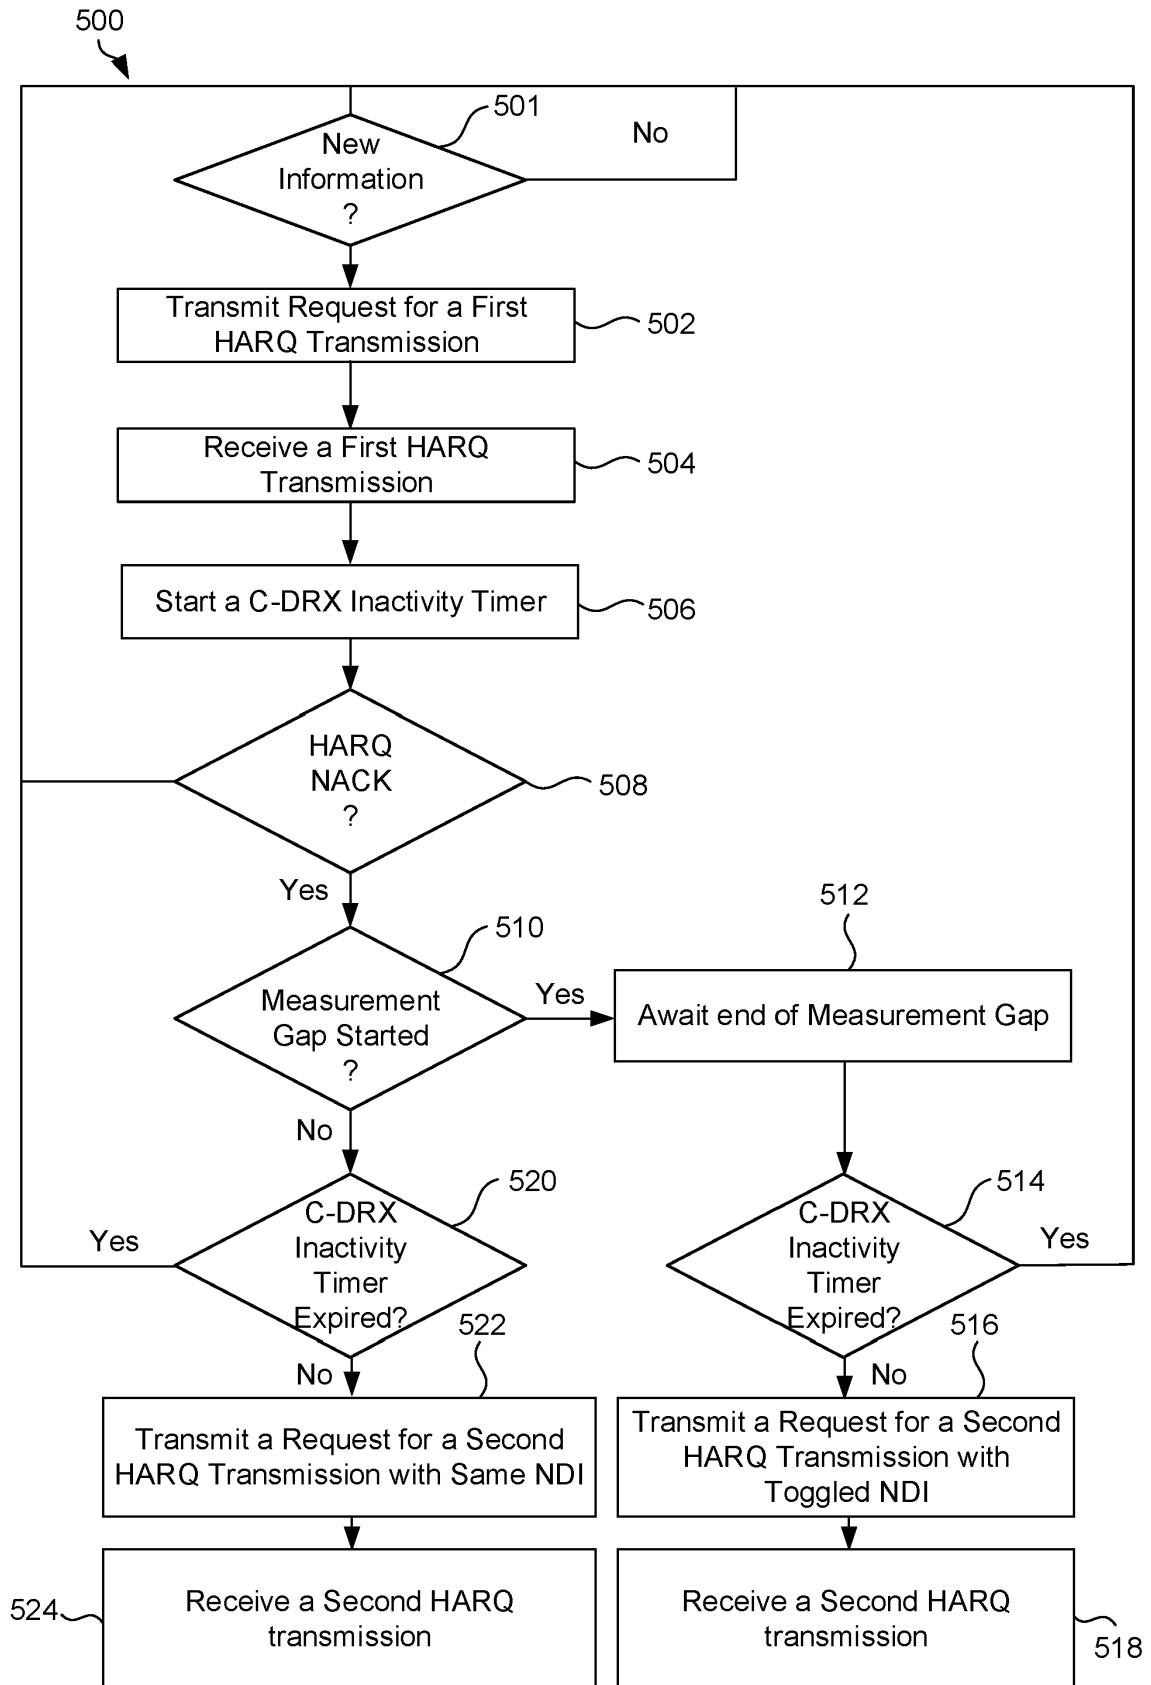 500
501
New
Information
?
No
Transmit Request for a First
HARQ Transmission
502
Receive a First HARQ
Transmission
504
Start a C-DRX Inactivity Timer
506
HARQ
NACK
?
508
Yes
510
Measurement
Gap Started
?
Yes
512
Await end of Measurement Gap
No
520
C-DRX
Inactivity
Timer
Expired?
Yes
514
C-DRX
Inactivity
Timer
Expired?
Yes
522
No
Transmit a Request for a Second
HARQ Transmission with Same NDI
516
No
Transmit a Request for a Second
HARQ Transmission with
Toggled NDI
524
Receive a Second HARQ
transmission
Receive a Second HARQ
transmission
518